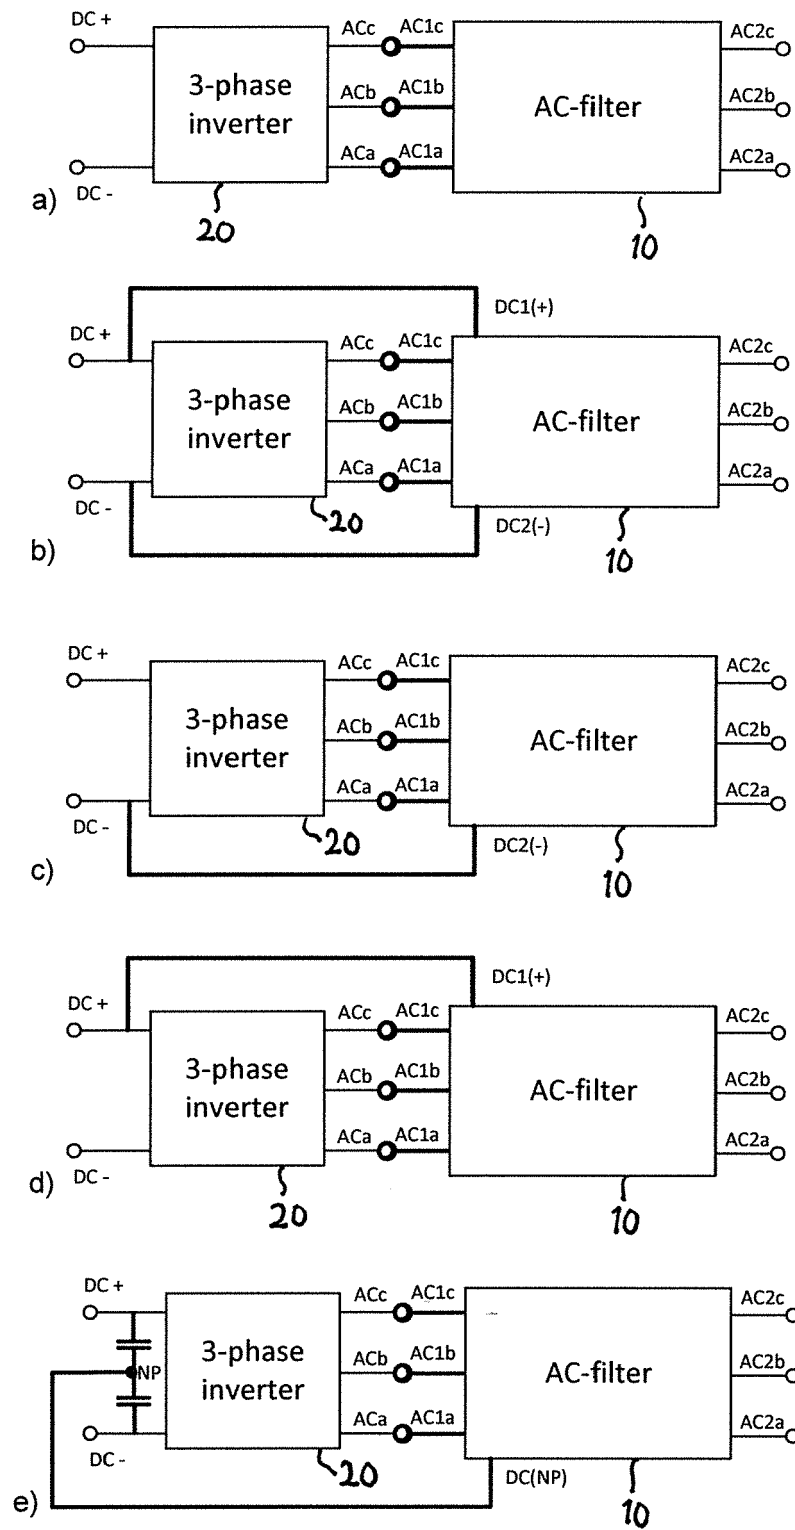 DC + ACc AC1c AC2c
3-phase inverter
ACb AC1b AC-filter AC2b
ACa AC1a AC2a
DC -
a) 20 10
DC1(+)
DC + ACc AC1c AC2c
3-phase inverter
ACb AC1b AC-filter AC2b
ACa AC1a AC2a
DC - 20 DC2(-)
b) 10
DC + ACc AC1c AC2c
3-phase inverter
ACb AC1b AC-filter AC2b
ACa AC1a AC2a
DC - 20 DC2(-)
c) 10
DC1(+)
DC + ACc AC1c AC2c
3-phase inverter
ACb AC1b AC-filter AC2b
ACa AC1a AC2a
DC -
d) 20 10
DC + ACc AC1c AC2c
3-phase inverter
NP ACb AC1b AC-filter AC2b
ACa AC1a AC2a
DC - 20 DC(NP)
e) 10